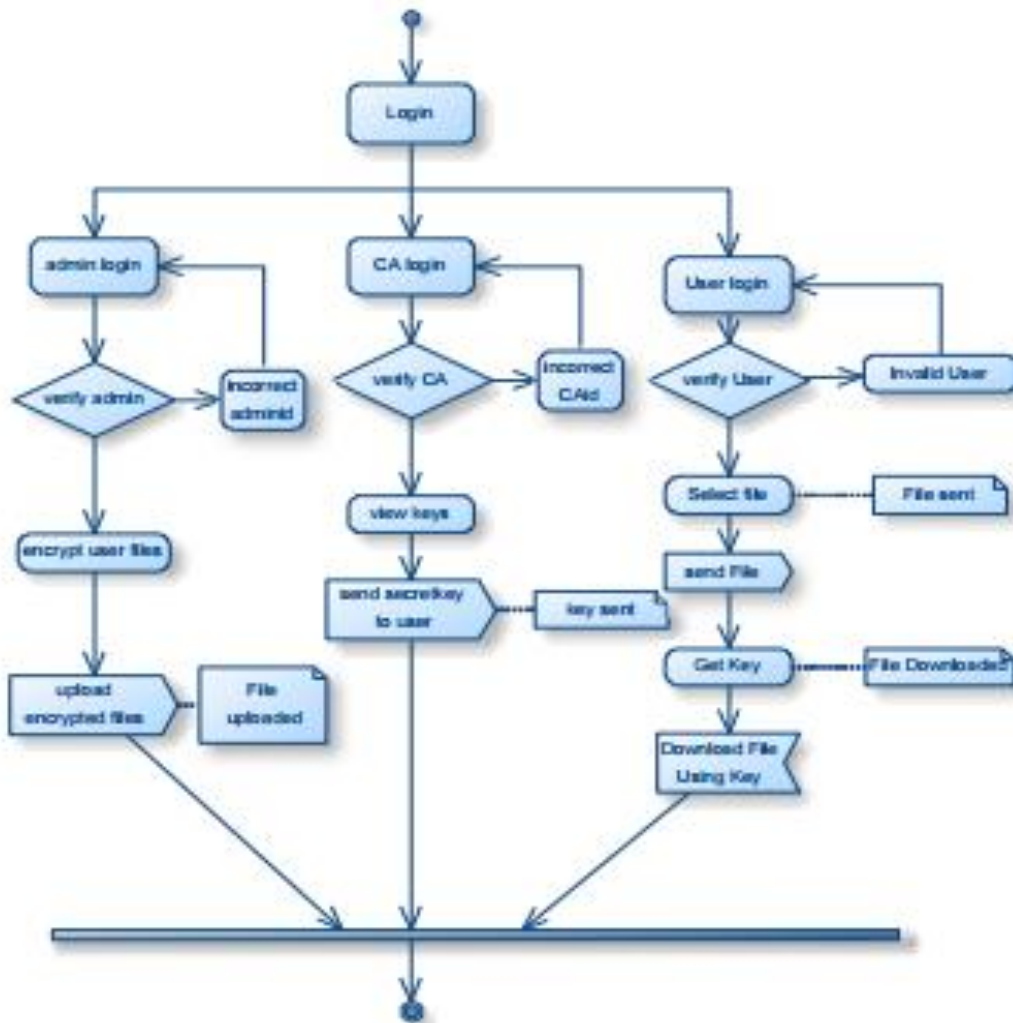 Login
admin login
CA login
User login
verify admin
Incorrect
adminid
verify CA
incorrect
CAid
verify User
Invalid User
encrypt user files
view keys
Select file
File sent
send secretkey
to user
key sent
send File
upload
encrypted files
File
uploaded
Get Key
File Downloaded
Download File
Using Key